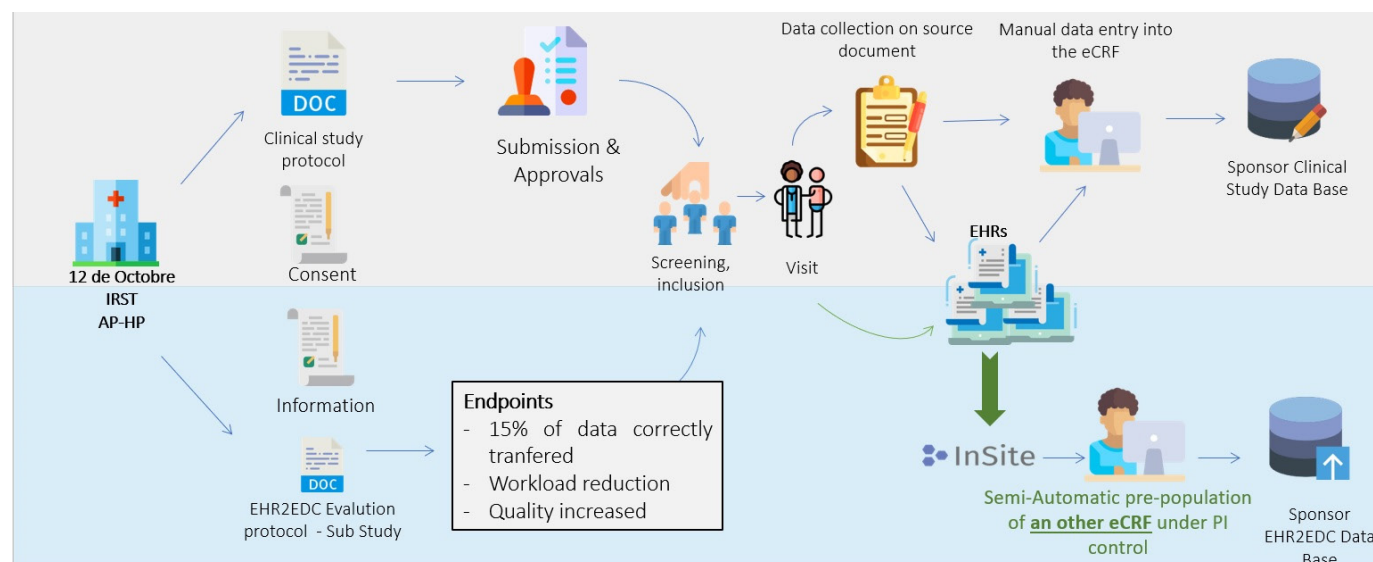 Data collection on source
document
Manual data entry into
the eCRF
DOC
Clinical study
protocol
Submission &
Approvals
Sponsor Clinical
Study Data Base
12 de Octobre
IRST
AP-HP
Consent
Screening,
inclusion
Visit
EHRs
Information
DOC
EHR2EDC Evalution
protocol - Sub Study
Endpoints
- 15% of data correctly
tranfered
- Workload reduction
- Quality increased
InSite
Semi-Automatic pre-population
of an other eCRF under PI
control
Sponsor
EHR2EDC Data
Base